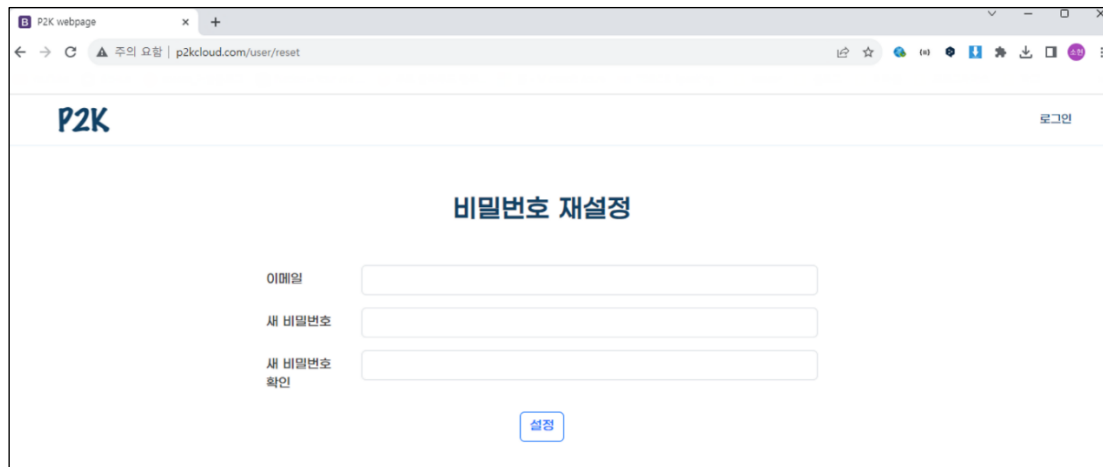 B P2K webpage
주의 요함 | p2kcloud.com/user/reset
소현
P2K
로그인
비밀번호 재설정
이메일
새 비밀번호
새 비밀번호
확인
설정